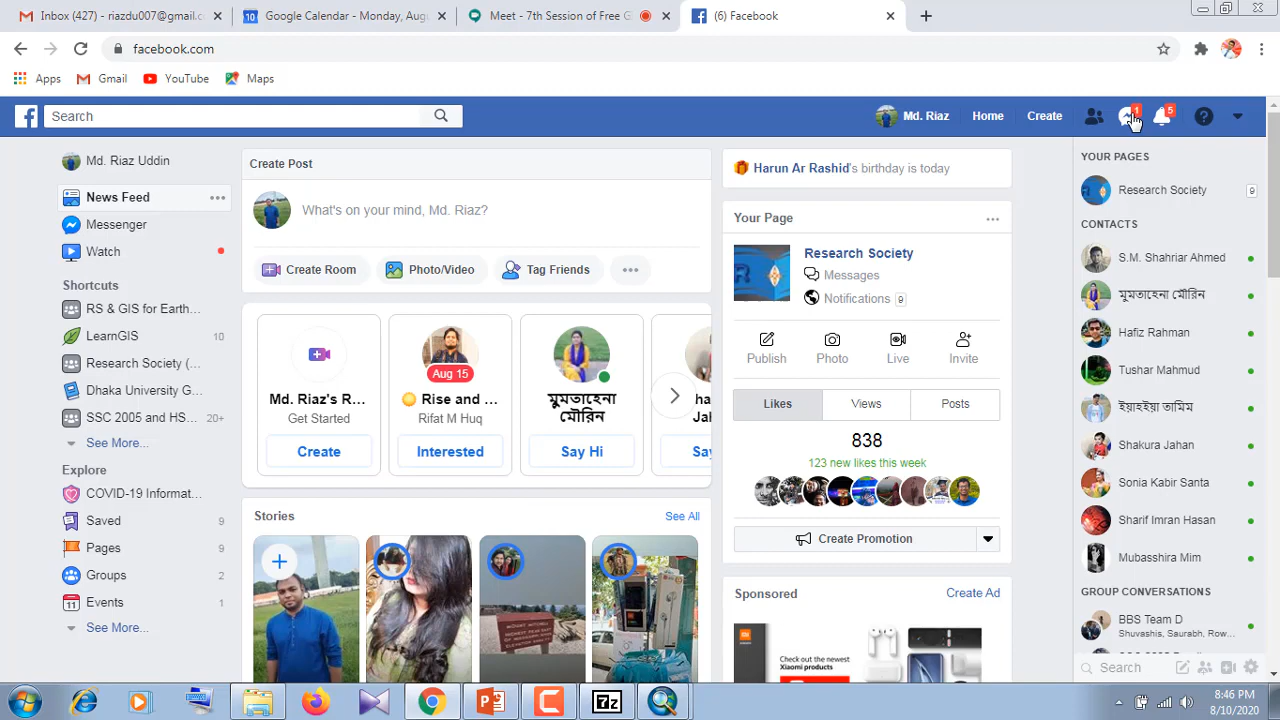 Inbox (427) - riazdu007@gmail.c
Google Calendar - Monday, Aug
Meet - 7th Session of Free G
(6) Facebook
facebook.com
Apps
Gmail
YouTube
Maps
Search
Md. Riaz
Home
Create
1
5
Md. Riaz Uddin
News Feed
Messenger
Watch
Shortcuts
RS & GIS for Earth...
LearnGIS 10
Research Society (...
Dhaka University G...
SSC 2005 and HS... 20+
See More...
Explore
COVID-19 Informat...
Saved 9
Pages 9
Groups 2
Events 1
See More...
Create Post
What's on your mind, Md. Riaz?
Create Room
Photo/Video
Tag Friends
Aug 15
Md. Riaz's R...
Get Started
Create
Rise and ...
Rifat M Huq
Interested
মুমতাহেনা
মৌরিন
Say Hi
Stories
See All
Harun Ar Rashid's birthday is today
Your Page
Research Society
Messages
Notifications 9
Publish
Photo
Live
Invite
Likes
Views
Posts
838
123 new likes this week
Create Promotion
Sponsored
Create Ad
Check out the newest
Xiaomi products
YOUR PAGES
Research Society 9
CONTACTS
S.M. Shahriar Ahmed
মুমতাহেনা মৌরিন
Hafiz Rahman
Tushar Mahmud
ইয়াহইয়া তামিম
Shakura Jahan
Sonia Kabir Santa
Sharif Imran Hasan
Mubasshira Mim
GROUP CONVERSATIONS
BBS Team D
Shuvashis, Saurabh, Row...
Search
8:46 PM
8/10/2020